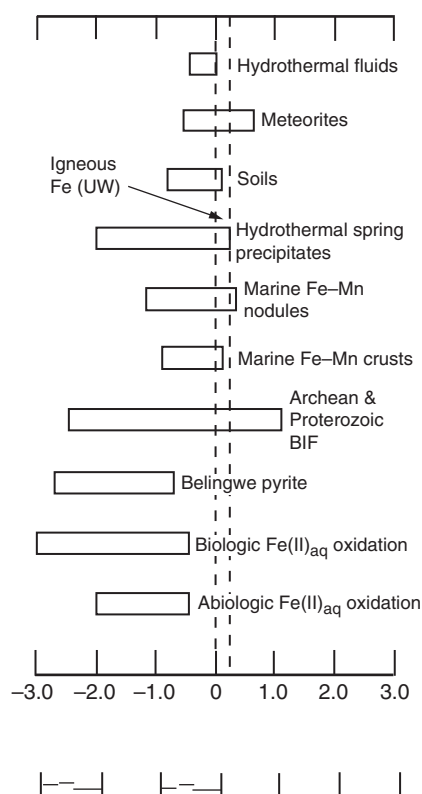 Hydrothermal fluids
Meteorites
Igneous
Fe (UW)
Soils
Hydrothermal spring
precipitates
Marine Fe–Mn
nodules
Marine Fe–Mn crusts
Archean &
Proterozoic
BIF
Belingwe pyrite
Biologic Fe(II)aq oxidation
Abiologic Fe(II)aq oxidation
–3.0 –2.0 –1.0 0 1.0 2.0 3.0